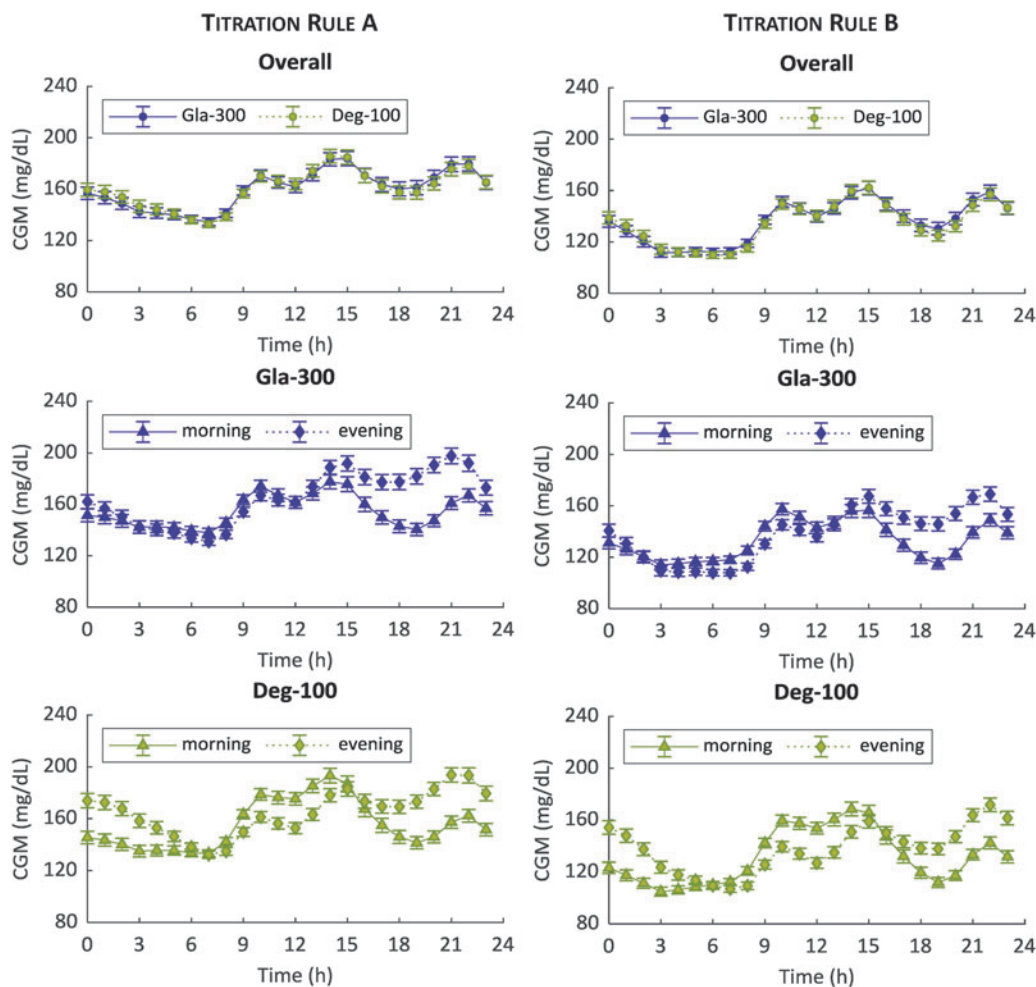 TITRATION RULE A
Overall
240
200
160
120
80
CGM (mg/dL)
Gla-300 Deg-100
0 3 6 9 12 15 18 21 24
Time (h)
Gla-300
240
200
160
120
80
CGM (mg/dL)
morning evening
0 3 6 9 12 15 18 21 24
Time (h)
Deg-100
240
200
160
120
80
CGM (mg/dL)
morning evening
0 3 6 9 12 15 18 21 24
Time (h)
TITRATION RULE B
Overall
240
200
160
120
80
CGM (mg/dL)
Gla-300 Deg-100
0 3 6 9 12 15 18 21 24
Time (h)
Gla-300
240
200
160
120
80
CGM (mg/dL)
morning evening
0 3 6 9 12 15 18 21 24
Time (h)
Deg-100
240
200
160
120
80
CGM (mg/dL)
morning evening
0 3 6 9 12 15 18 21 24
Time (h)